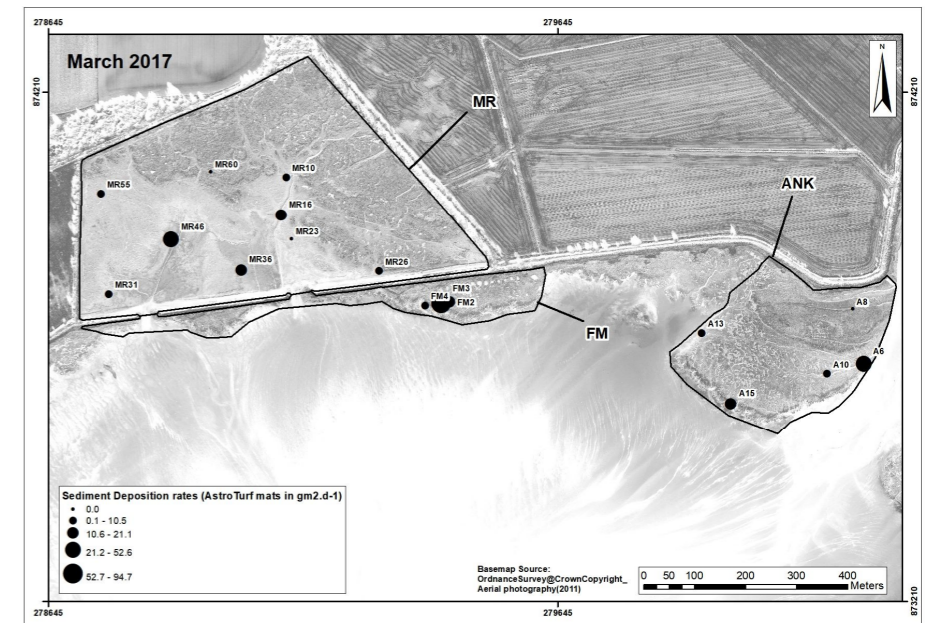 278645
279645
March 2017
N
874210
874210
MR
MR60
MR10
ANK
MR55
MR16
MR46
MR23
MR36
MR26
MR31
FM3
FM4
FM2
A8
A13
FM
A6
A10
A15
Sediment Deposition rates (AstroTurf mats in gm2.d-1)
0.0
0.1 - 10.5
10.6 - 21.1
21.2 - 52.6
52.7 - 94.7
Basemap Source:
OrdnanceSurvey@CrownCopyright_
Aerial photography(2011)
0 50 100 200 300 400
Meters
873210
278645
279645